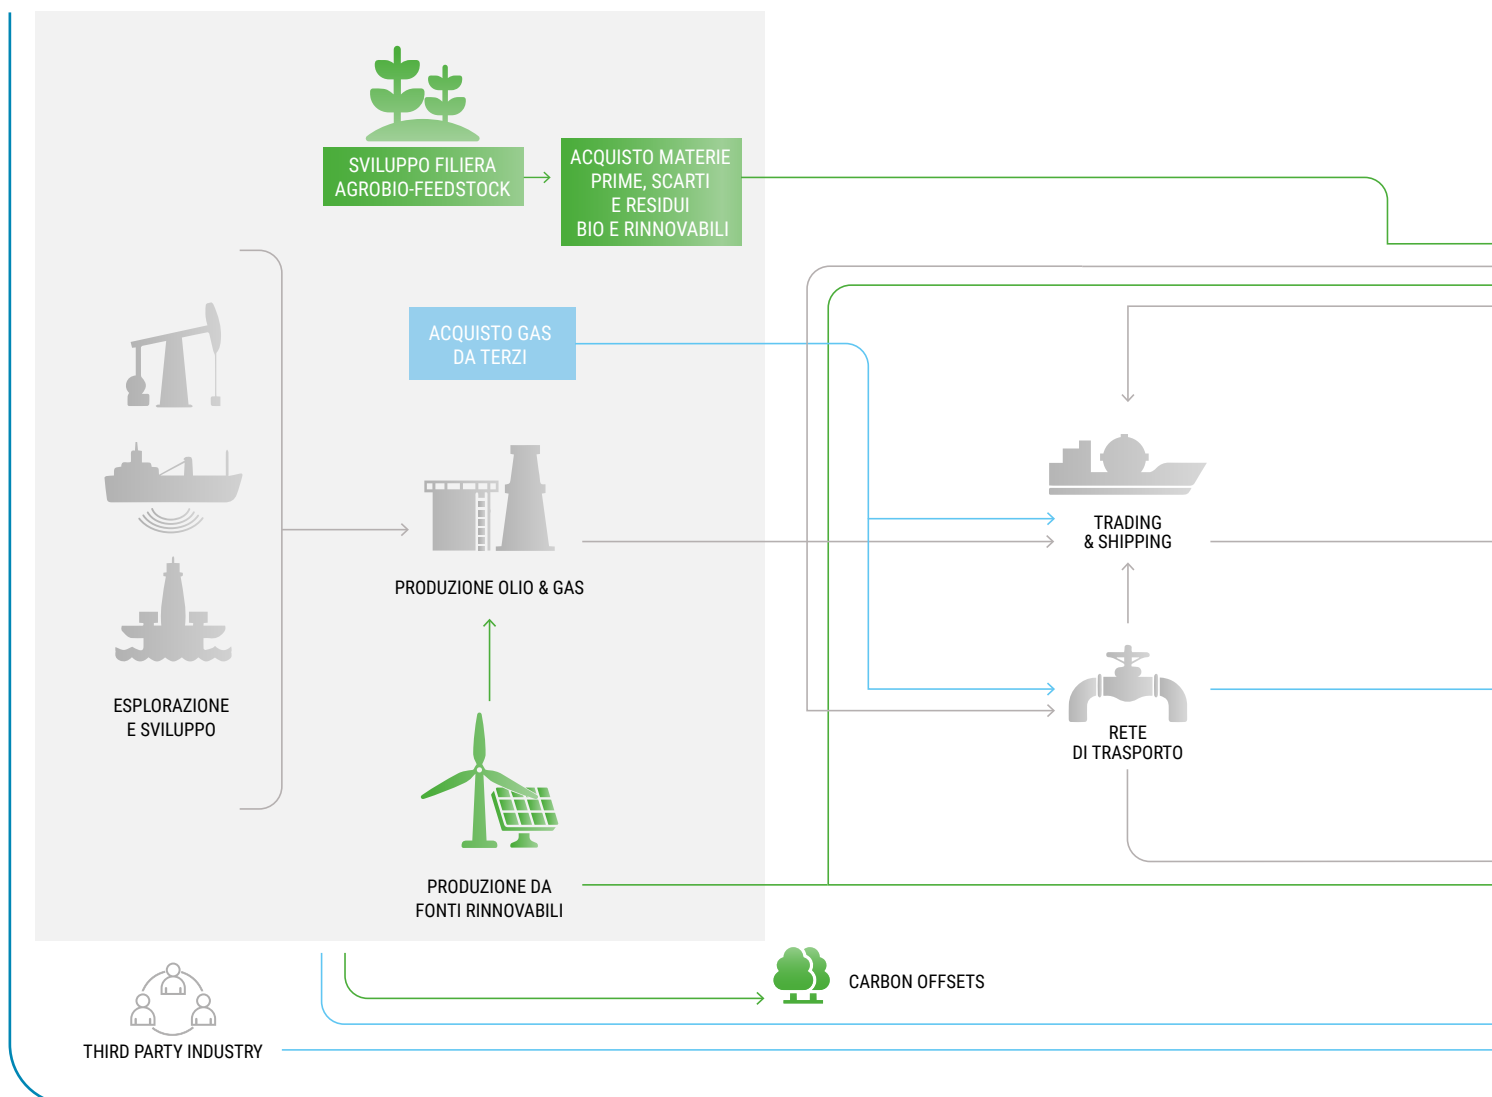 SVILUPPO FILIERA
AGROBIO-FEEDSTOCK
ACQUISTO MATERIE
PRIME, SCARTI
E RESIDUI
BIO E RINNOVABILI
ACQUISTO GAS
DA TERZI
PRODUZIONE OLIO & GAS
ESPLORAZIONE
E SVILUPPO
PRODUZIONE DA
FONTI RINNOVABILI
TRADING
& SHIPPING
RETE
DI TRASPORTO
CARBON OFFSETS
THIRD PARTY INDUSTRY